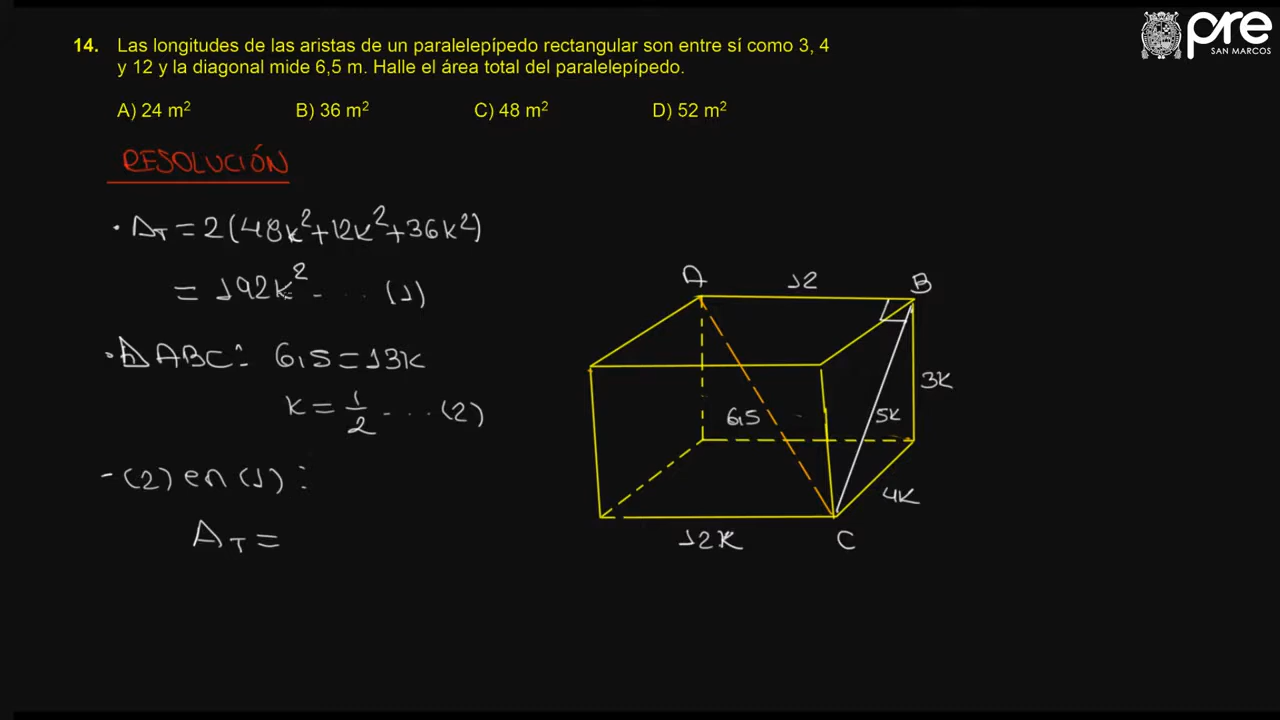 14. Las longitudes de las aristas de un paralelepípedo rectangular son entre sí como 3, 4
y 12 y la diagonal mide 6,5 m. Halle el área total del paralelepípedo.
A) 24 m² B) 36 m² C) 48 m² D) 52 m²
pre
SAN MARCOS
RESOLUCIÓN
· A_T = 2(48k²+12k²+36k²)
= 192k² - ... (1)
· ⊿ ABC: 6,5 = 13k
k = 1/2 - ... (2)
- (2) en (1):
A_T =
A 12 B
3k
6,5 5k
4k
12k C